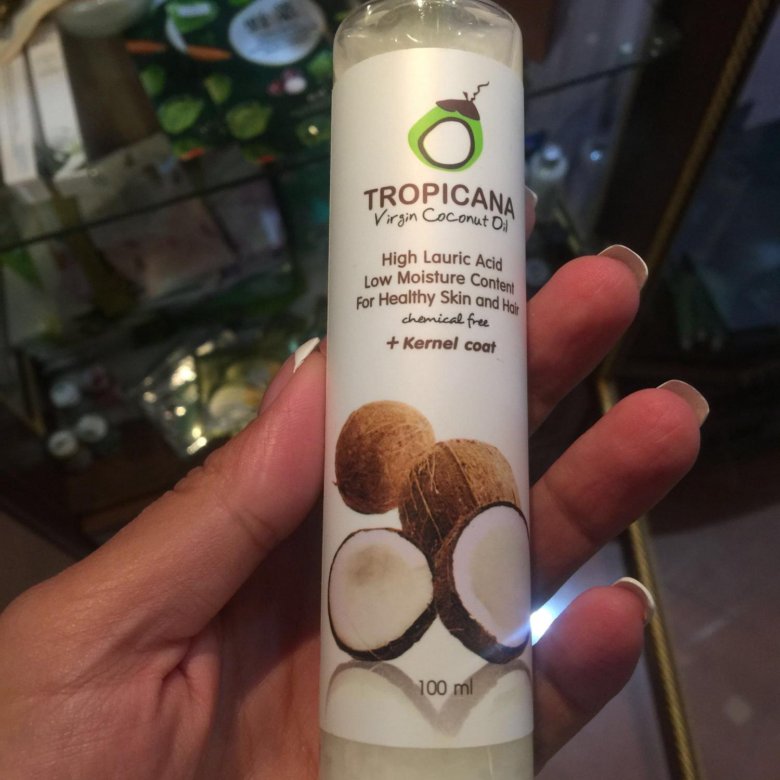 TROPICANA
Virgin Coconut Oil
High Lauric Acid
Low Moisture Content
For Healthy Skin and Hair
chemical free
+ Kernel coat
100 ml